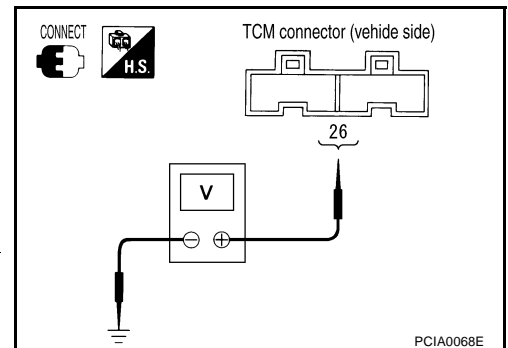 CONNECT
H.S.
TCM connector (vehide side)
26
V
− +
PCIA0068E